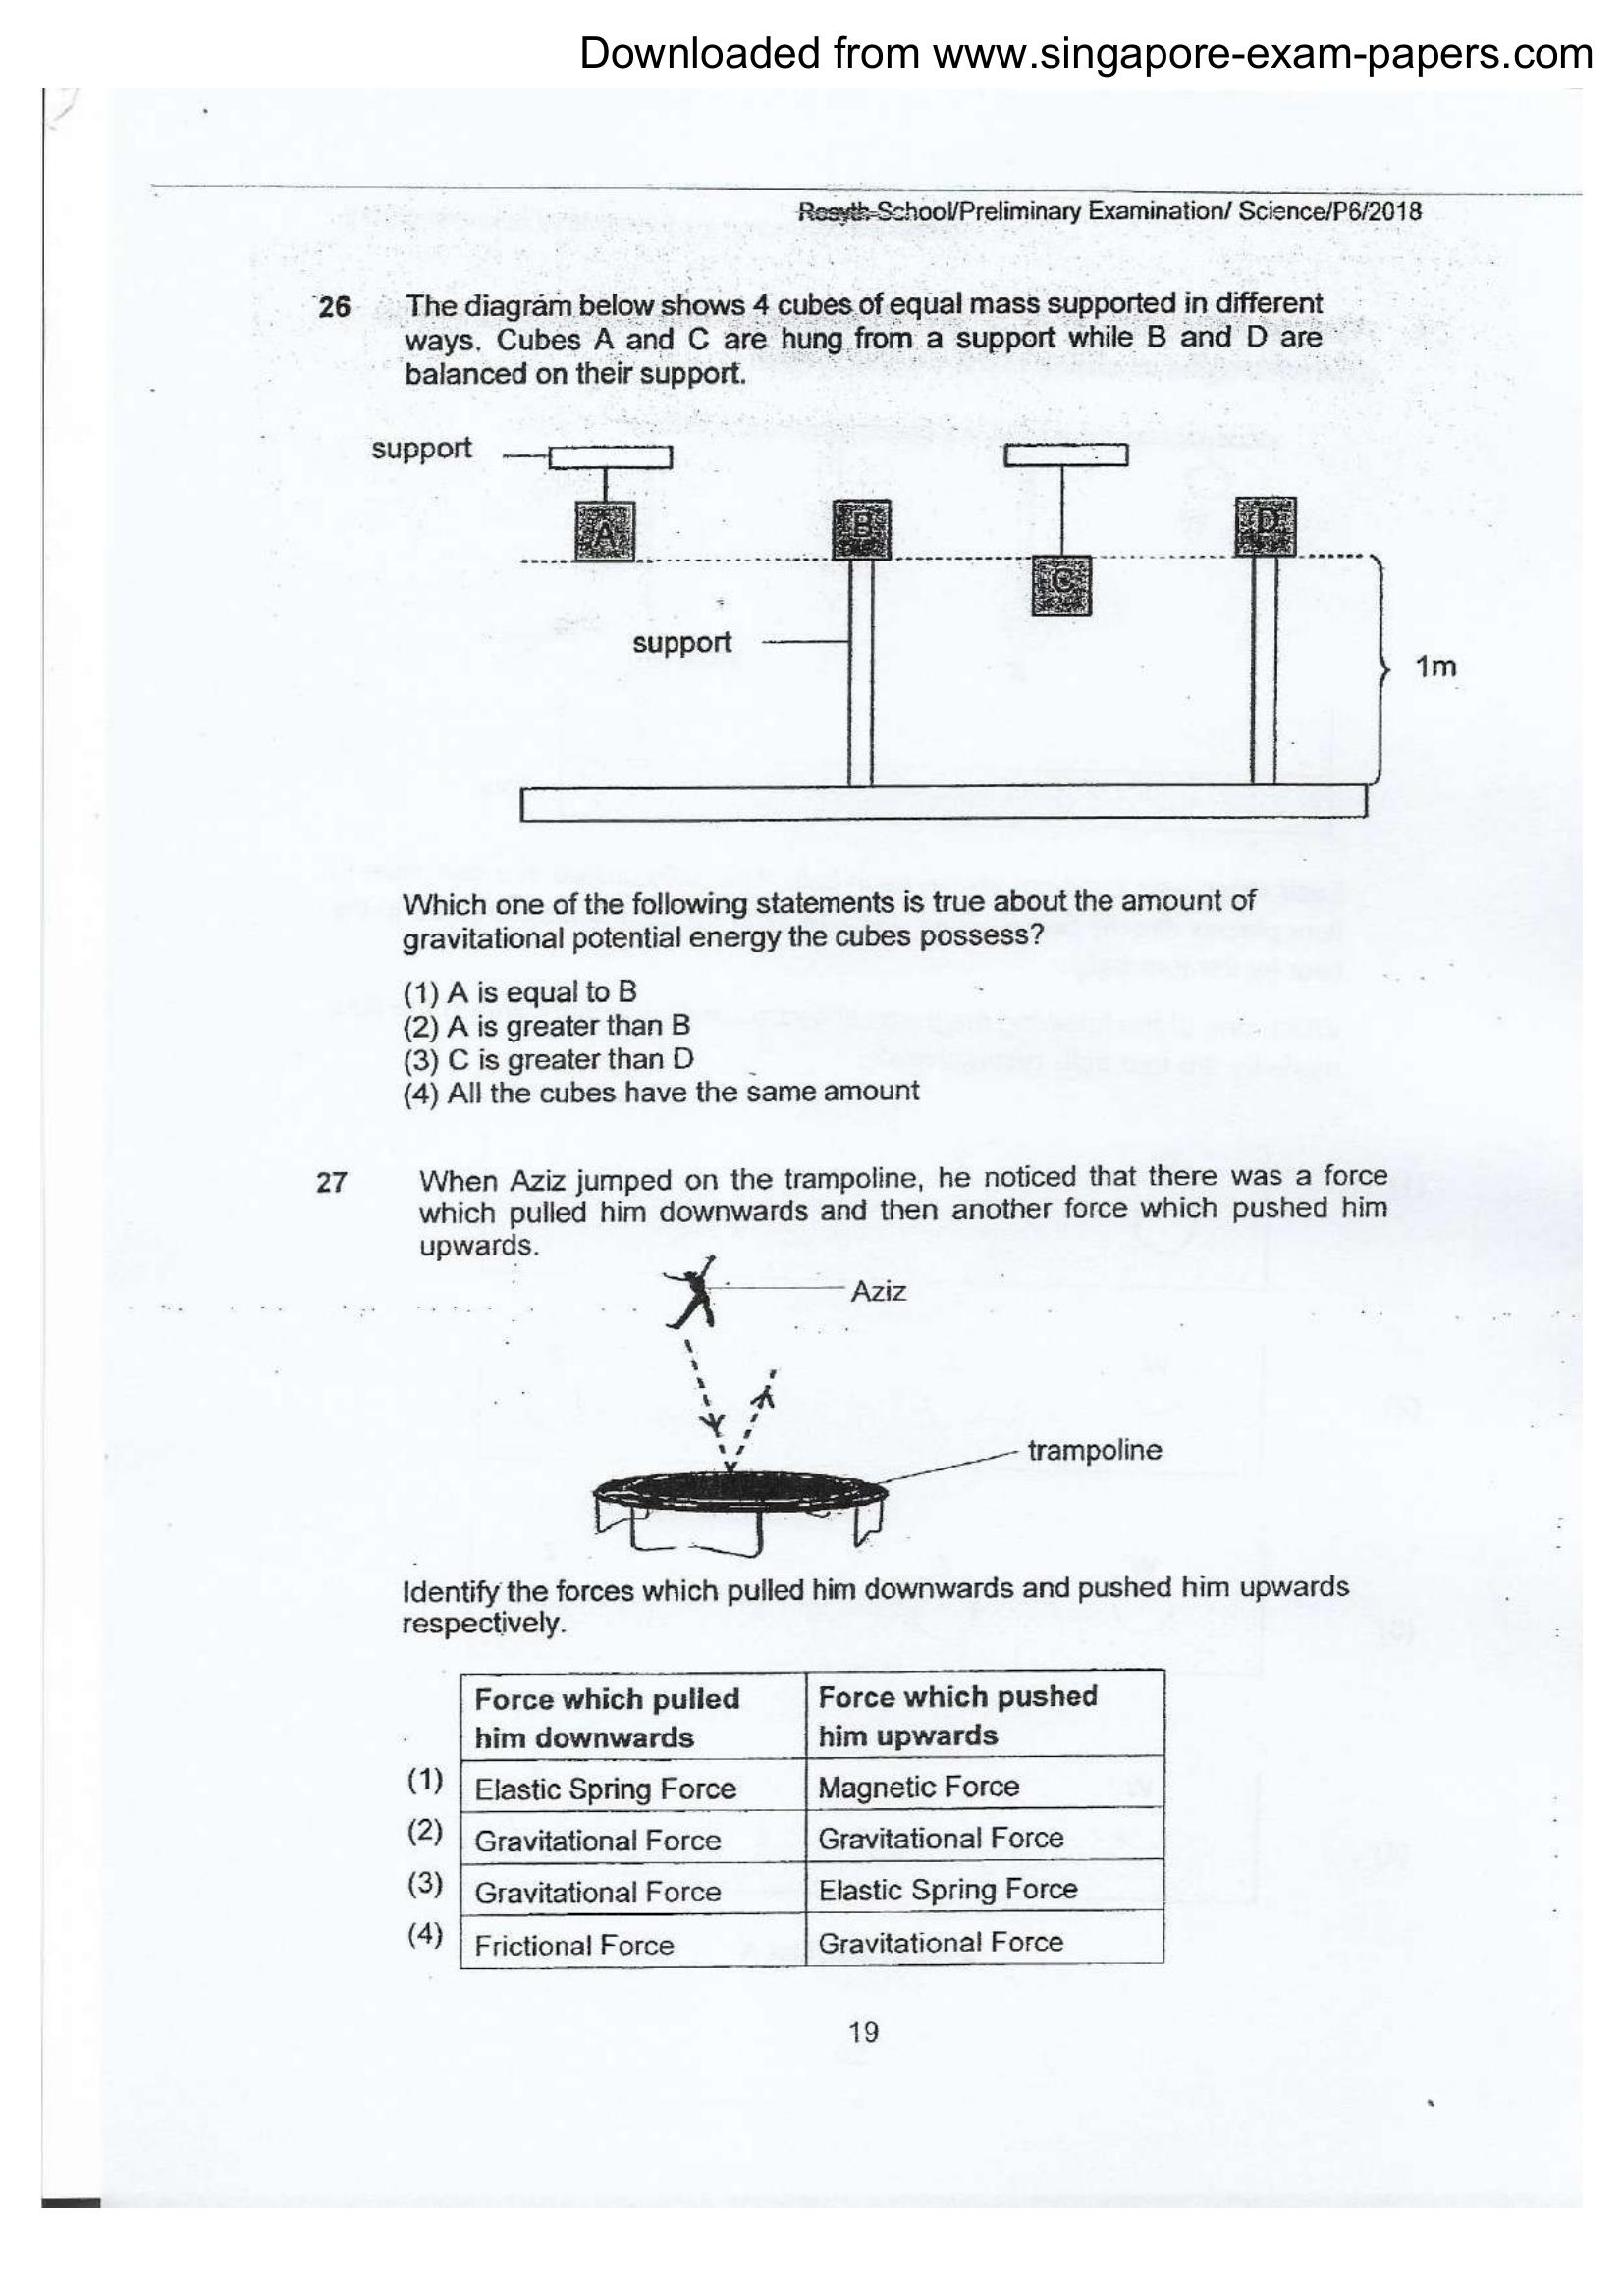 Downloaded from www.singapore-exam-papers.com
Rosyth School/Preliminary Examination/ Science/P6/2018
26 The diagram below shows 4 cubes of equal mass supported in different
ways. Cubes A and C are hung from a support while B and D are
balanced on their support.
support
A
B
C
D
support
1m
Which one of the following statements is true about the amount of
gravitational potential energy the cubes possess?
(1) A is equal to B
(2) A is greater than B
(3) C is greater than D
(4) All the cubes have the same amount
27 When Aziz jumped on the trampoline, he noticed that there was a force
which pulled him downwards and then another force which pushed him
upwards.
Aziz
trampoline
Identify the forces which pulled him downwards and pushed him upwards
respectively.
Force which pulled him downwards
Force which pushed him upwards
(1) Elastic Spring Force Magnetic Force
(2) Gravitational Force Gravitational Force
(3) Gravitational Force Elastic Spring Force
(4) Frictional Force Gravitational Force
19